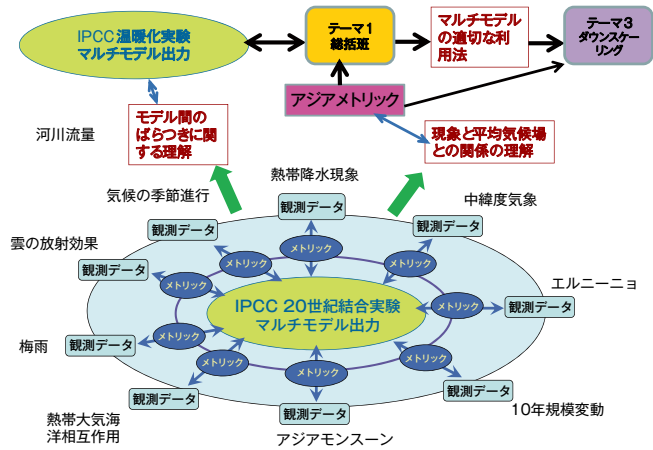 IPCC 温暖化実験
マルチモデル出力
テーマ1
総括班
マルチモデル
の適切な利
用法
テーマ3
ダウンスケー
リング
アジアメトリック
河川流量
モデル間の
ばらつきに関
する理解
現象と平均気候場
との関係の理解
熱帯降水現象
気候の季節進行
中緯度気象
観測データ
観測データ
観測データ
雲の放射効果
メトリック
観測データ
メトリック
メトリック
エルニーニョ
メトリック
IPCC 20世紀結合実験
マルチモデル出力
メトリック
観測データ
梅雨
観測データ
メトリック
メトリック
メトリック
メトリック
観測データ
観測データ
観測データ
熱帯大気海
洋相互作用
アジアモンスーン
10年規模変動